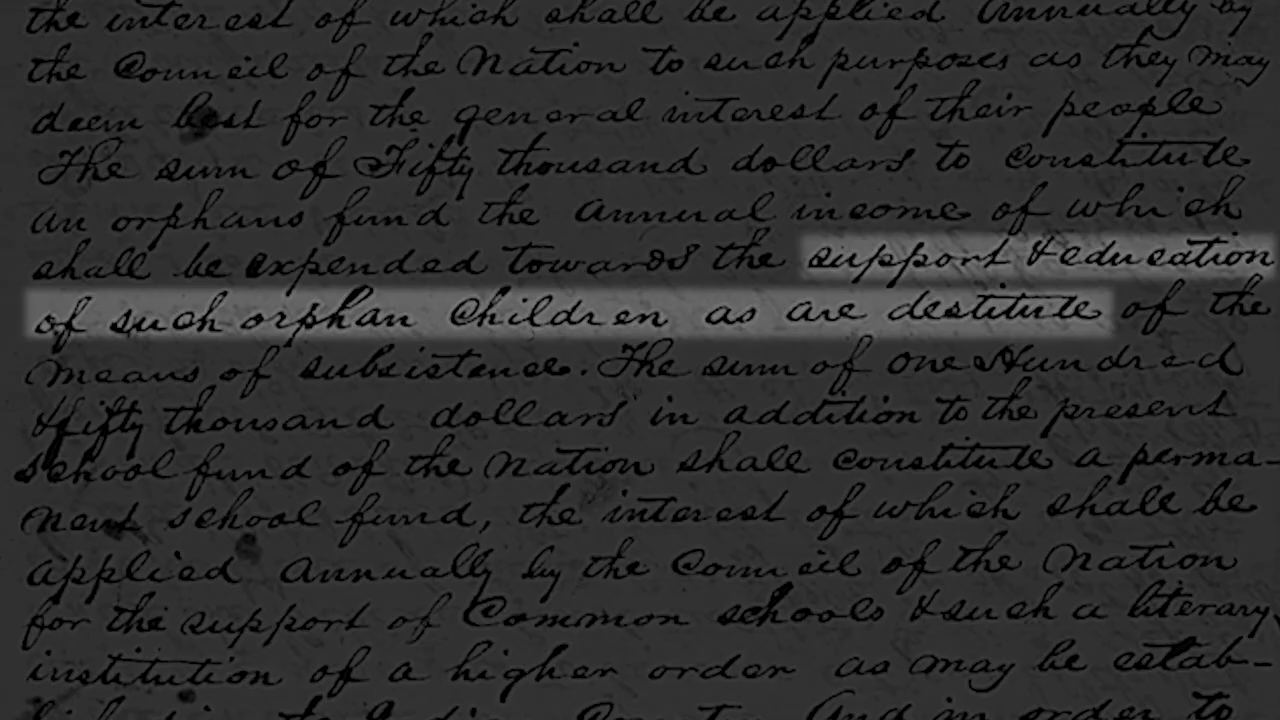 the interest of which shall be applied annually by
the Council of the Nation to such purposes as they may
deem best for the general interest of their people
The sum of Fifty thousand dollars to constitute
an orphans fund the annual income of which
shall be expended towards the support & education
of such orphan children as are destitute of the
means of subsistence. The sum of one Hundred
& fifty thousand dollars in addition to the present
school fund of the Nation shall constitute a perma-
nent school fund, the interest of which shall be
applied annually by the Council of the Nation
for the support of Common schools & such a literary
institution of a higher order as may be estab-
And in order to